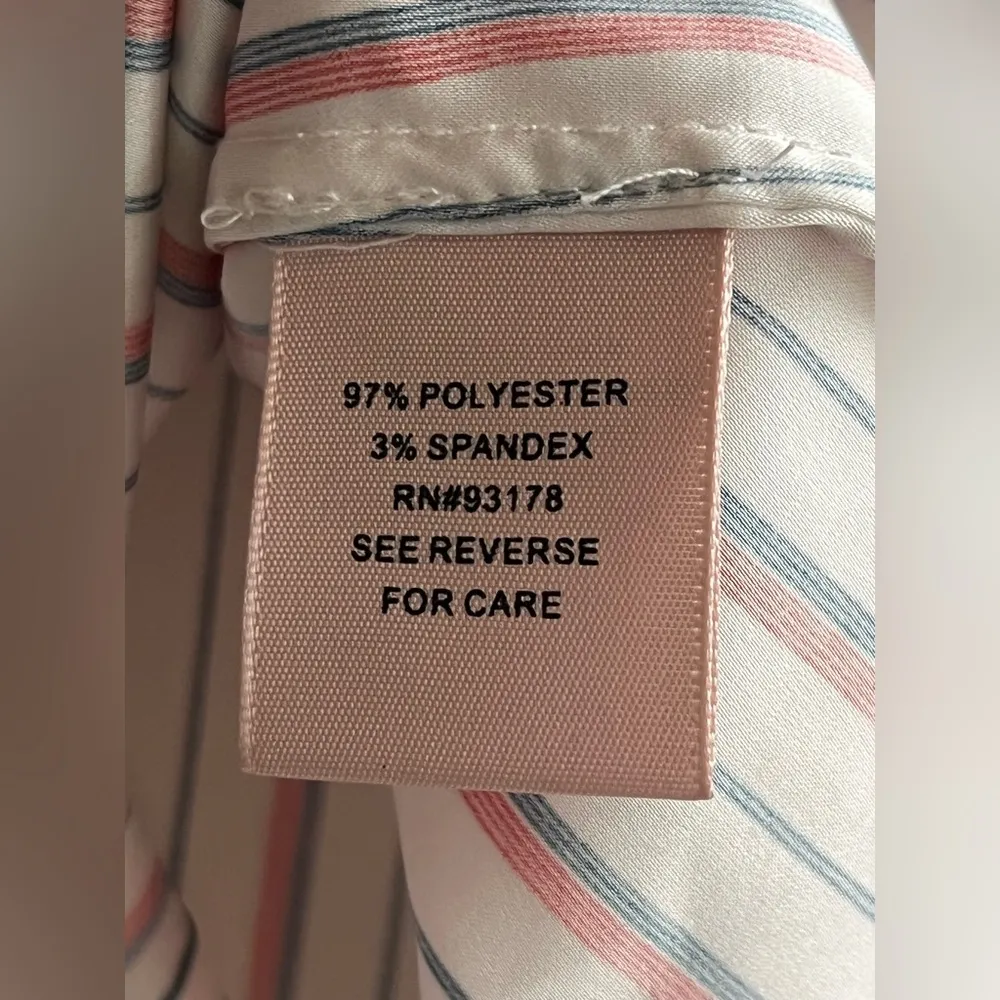 97% POLYESTER
3% SPANDEX
RN#93178
SEE REVERSE
FOR CARE